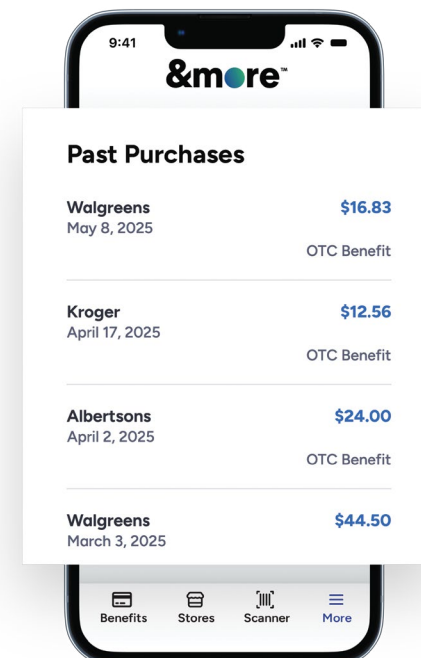 9:41
&more™
Past Purchases
Walgreens $16.83
May 8, 2025
OTC Benefit
Kroger $12.56
April 17, 2025
OTC Benefit
Albertsons $24.00
April 2, 2025
OTC Benefit
Walgreens $44.50
March 3, 2025
Benefits Stores Scanner More